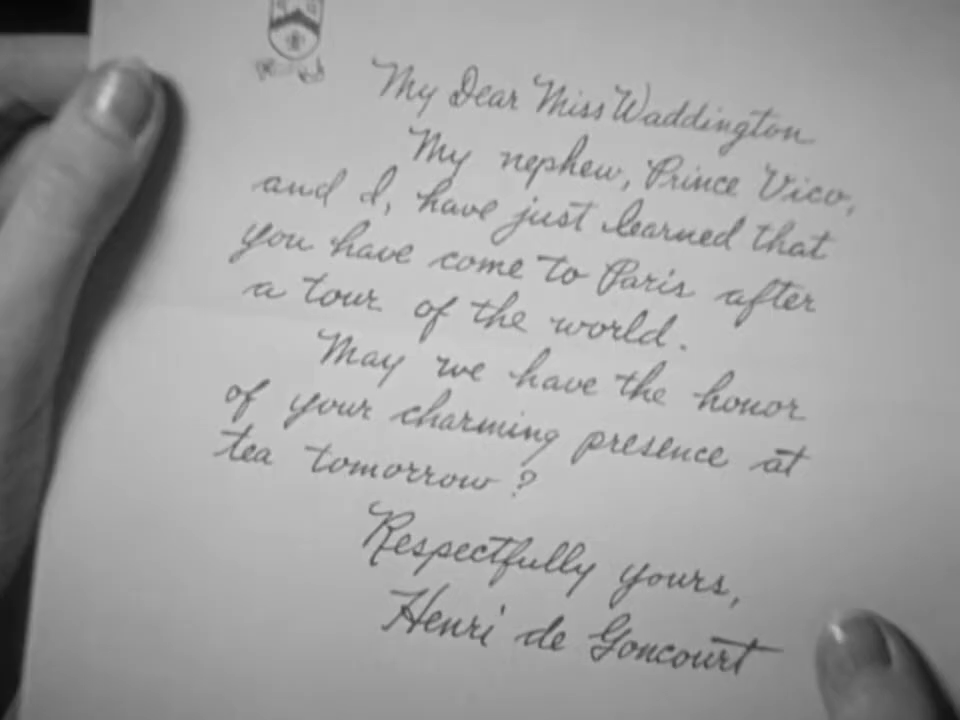 My Dear Miss Waddington
My nephew, Prince Vico,
and I, have just learned that
you have come to Paris after
a tour of the world.
May we have the honor
of your charming presence at
tea tomorrow?
Respectfully yours,
Henri de Goncourt